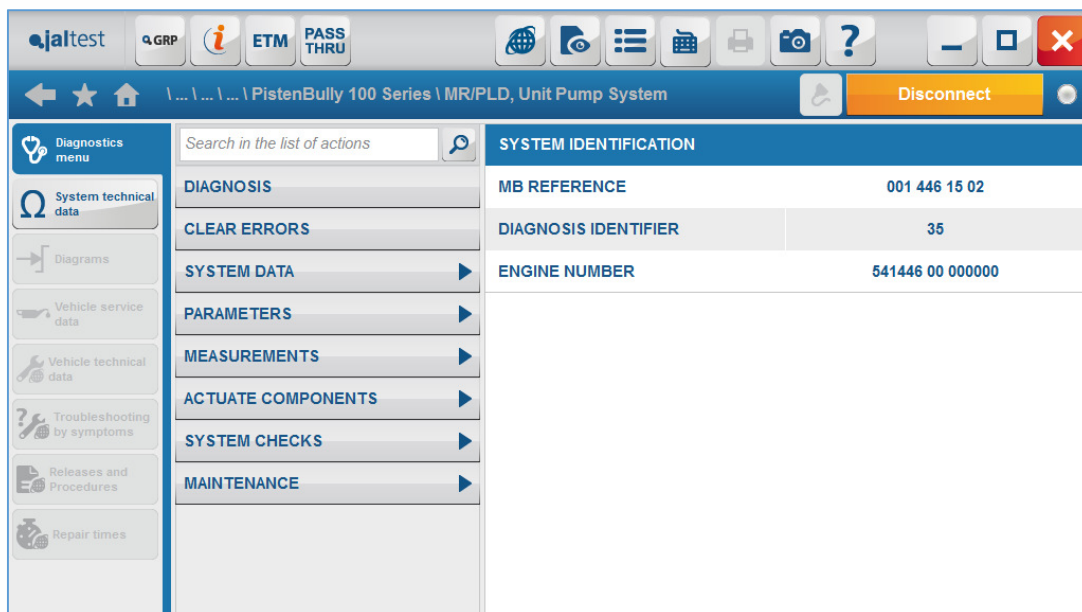 jaltest
GRP
i
ETM
PASS
THRU
?
\ ... \ ... \ ... \ PistenBully 100 Series \ MR/PLD, Unit Pump System
Disconnect
Diagnostics
menu
Search in the list of actions
SYSTEM IDENTIFICATION
Ω
System technical
data
DIAGNOSIS
MB REFERENCE
001 446 15 02
CLEAR ERRORS
DIAGNOSIS IDENTIFIER
35
Diagrams
SYSTEM DATA
ENGINE NUMBER
541446 00 000000
Vehicle service
data
PARAMETERS
Vehicle technical
data
MEASUREMENTS
ACTUATE COMPONENTS
?
Troubleshooting
by symptoms
SYSTEM CHECKS
Releases and
Procedures
MAINTENANCE
Repair times